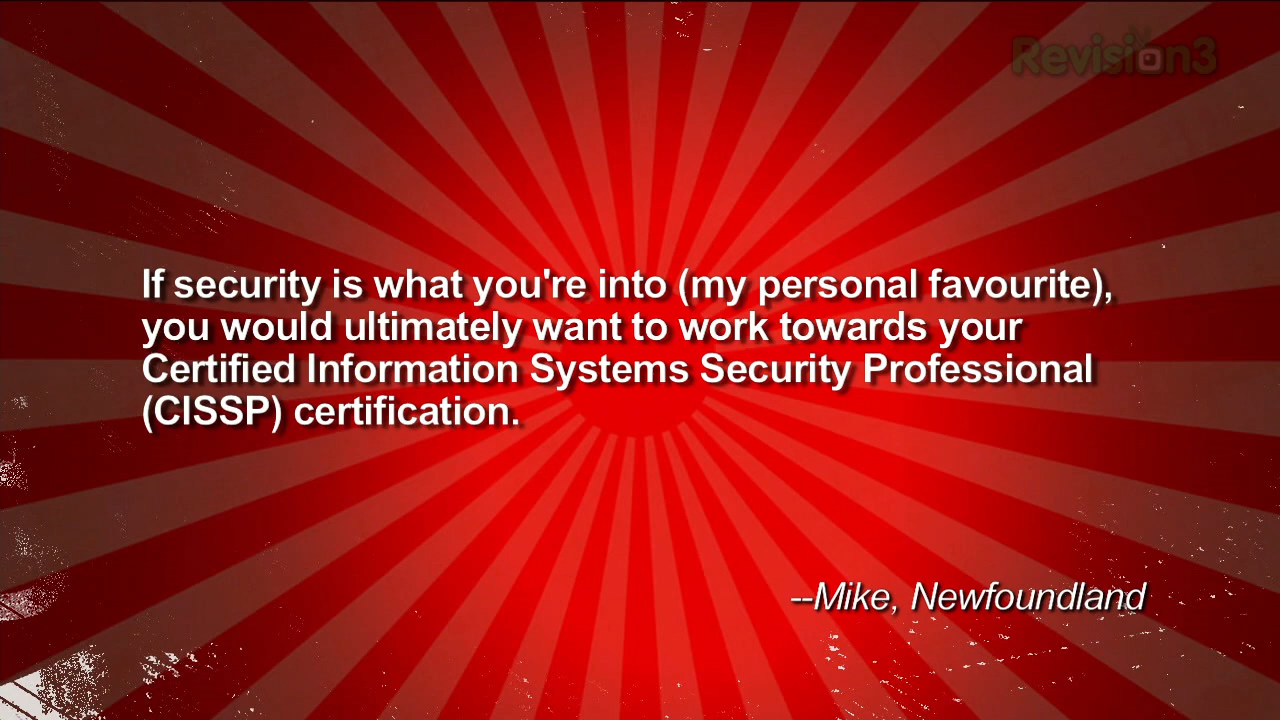 Revision3
If security is what you're into (my personal favourite),
you would ultimately want to work towards your
Certified Information Systems Security Professional
(CISSP) certification.
--Mike, Newfoundland